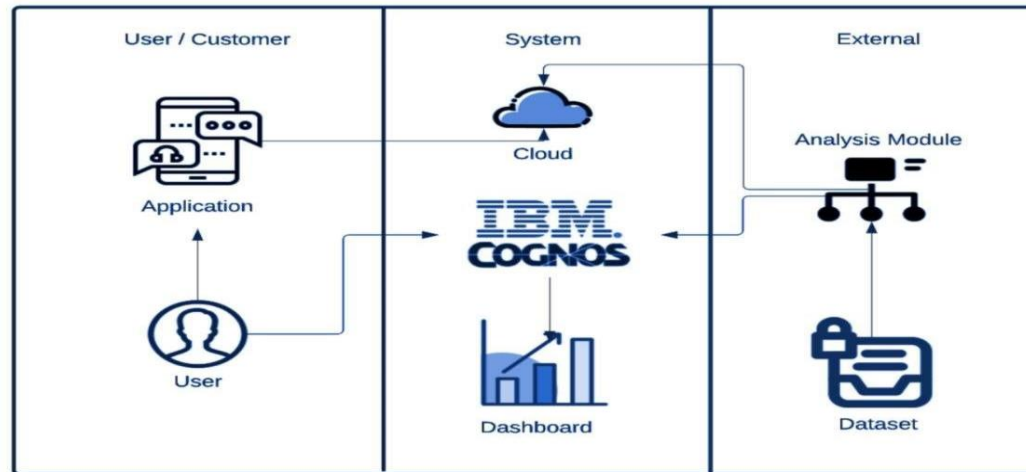 User / Customer
System
External
Cloud
Analysis Module
Application
IBM.
COGNOS
User
Dashboard
Dataset